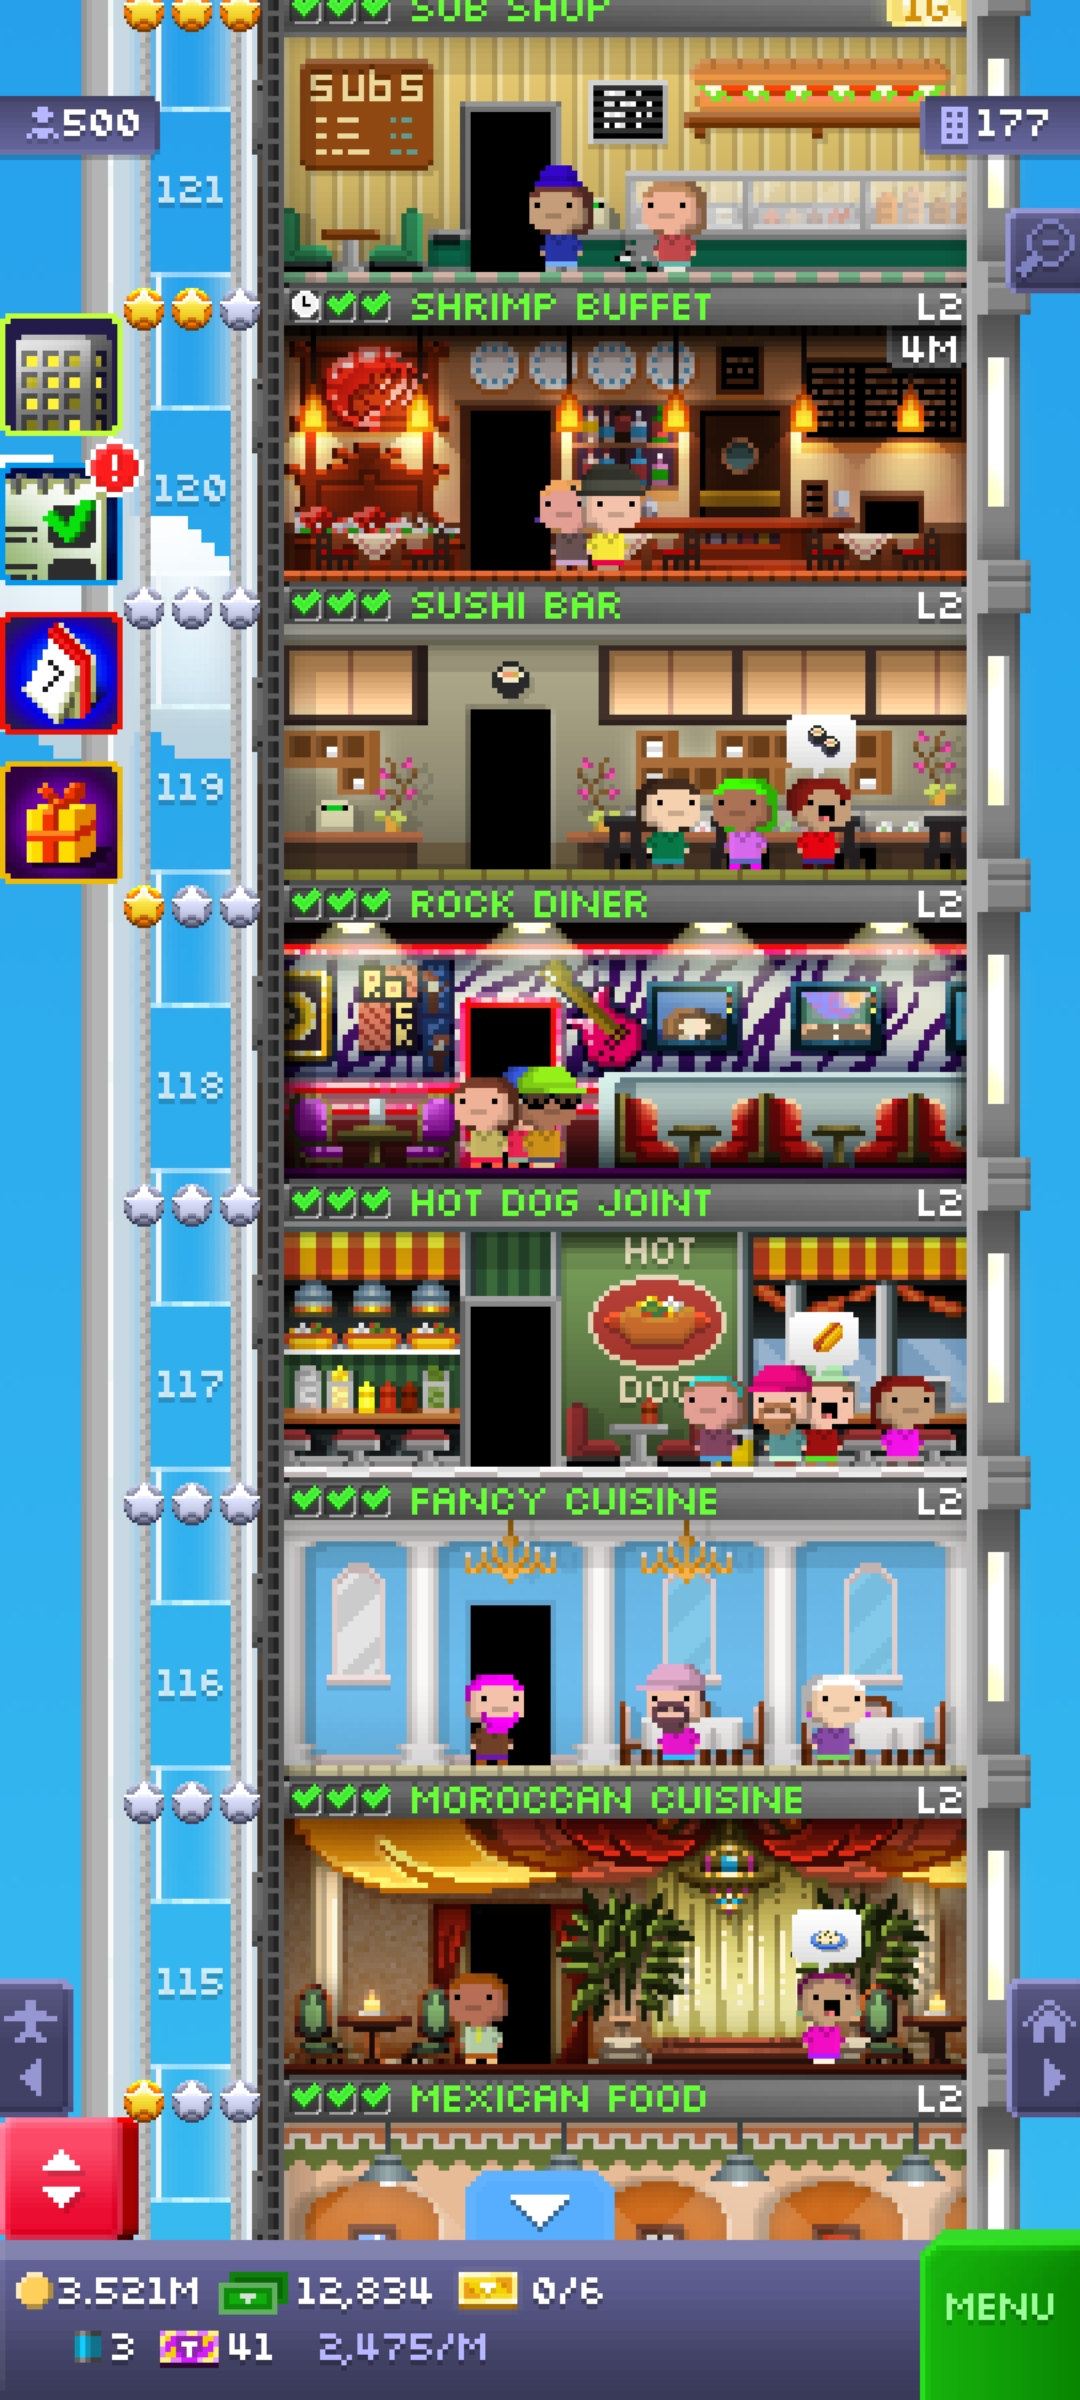 SUB SHOP 1G
SUBS
500
177
121
SHRIMP BUFFET L2
4M
120
SUSHI BAR L2
119
ROCK DINER L2
ROCK
118
HOT DOG JOINT L2
HOT
DOG
117
FANCY CUISINE L2
116
MOROCCAN CUISINE L2
115
MEXICAN FOOD L2
3.521M 12,834 0/6
MENU
3 41 2,475/M